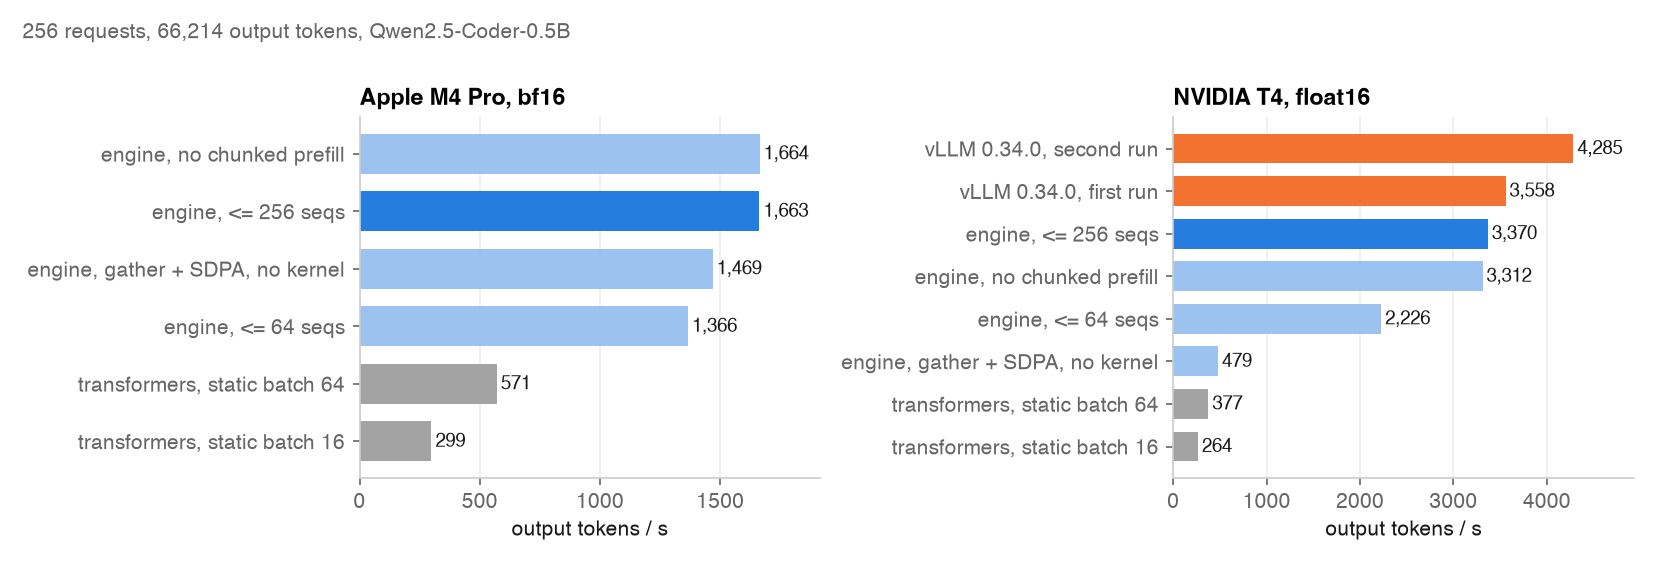 256 requests, 66,214 output tokens, Qwen2.5-Coder-0.5B
Apple M4 Pro, bf16
engine, no chunked prefill 1,664
engine, <= 256 seqs 1,663
engine, gather + SDPA, no kernel 1,469
engine, <= 64 seqs 1,366
transformers, static batch 64 571
transformers, static batch 16 299
0 500 1000 1500
output tokens / s
NVIDIA T4, float16
vLLM 0.34.0, second run 4,285
vLLM 0.34.0, first run 3,558
engine, <= 256 seqs 3,370
engine, no chunked prefill 3,312
engine, <= 64 seqs 2,226
engine, gather + SDPA, no kernel 479
transformers, static batch 64 377
transformers, static batch 16 264
0 1000 2000 3000 4000
output tokens / s